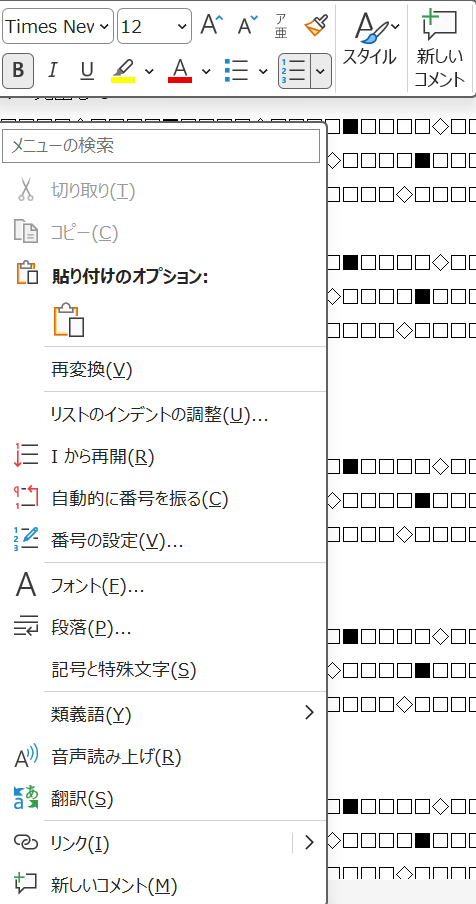 Times New 12 A A ア亜
スタイル 新しいコメント
B I U A
メニューの検索
切り取り(T)
コピー(C)
貼り付けのオプション:
再変換(V)
リストのインデントの調整(U)...
I から再開(R)
自動的に番号を振る(C)
番号の設定(V)...
フォント(F)...
段落(P)...
記号と特殊文字(S)
類義語(Y)
音声読み上げ(R)
翻訳(S)
リンク(I)
新しいコメント(M)